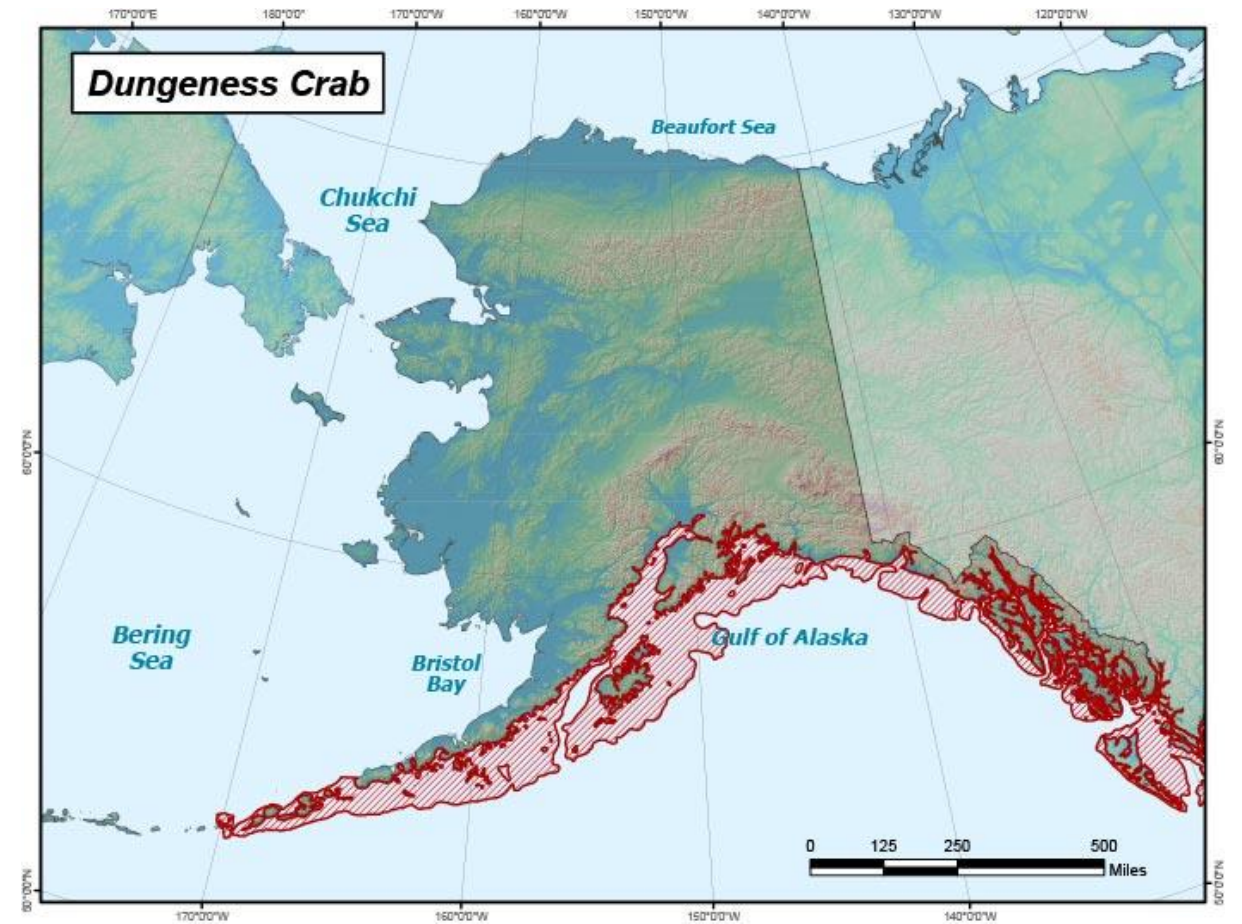 170°0'0"E
180°0'0"
170°0'0"W
160°0'0"W
150°0'0"W
140°0'0"W
130°0'0"W
120°0'0"W
Dungeness Crab
Beaufort Sea
Chukchi
Sea
60°0'0"N
60°0'0"N
Bering
Sea
Bristol
Bay
Gulf of Alaska
0
125
250
500
Miles
50°0'0"N
50°0'0"N
170°0'0"W
160°0'0"W
150°0'0"W
140°0'0"W